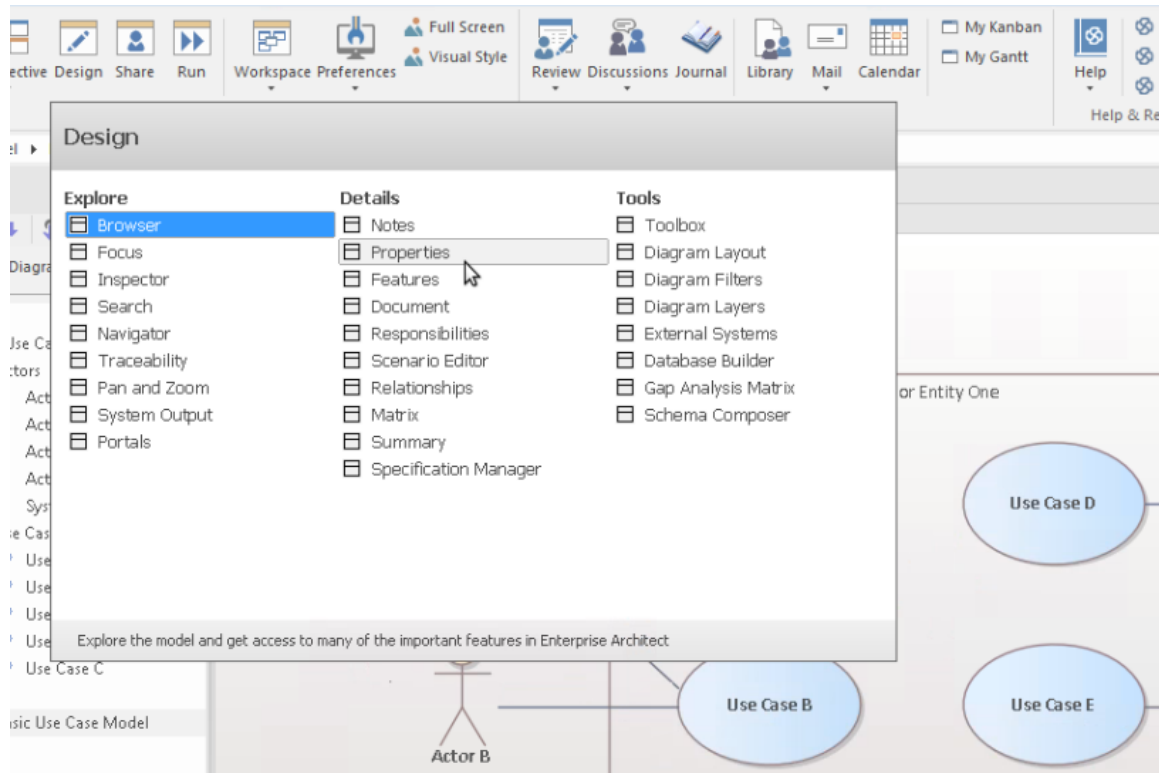 Full Screen
Visual Style
My Kanban
My Gantt
Design Share Run Workspace Preferences Review Discussions Journal Library Mail Calendar Help
Design
Explore
Browser
Focus
Inspector
Search
Navigator
Traceability
Pan and Zoom
System Output
Portals
Details
Notes
Properties
Features
Document
Responsibilities
Scenario Editor
Relationships
Matrix
Summary
Specification Manager
Tools
Toolbox
Diagram Layout
Diagram Filters
Diagram Layers
External Systems
Database Builder
Gap Analysis Matrix
Schema Composer
Explore the model and get access to many of the important features in Enterprise Architect
Help & Re
Diagra
Use Ca
ctors
Act
Act
Act
Act
Sys
se Cas
Use
Use
Use
Use
Use Case C
asic Use Case Model
or Entity One
Use Case D
Use Case B
Use Case E
Actor B